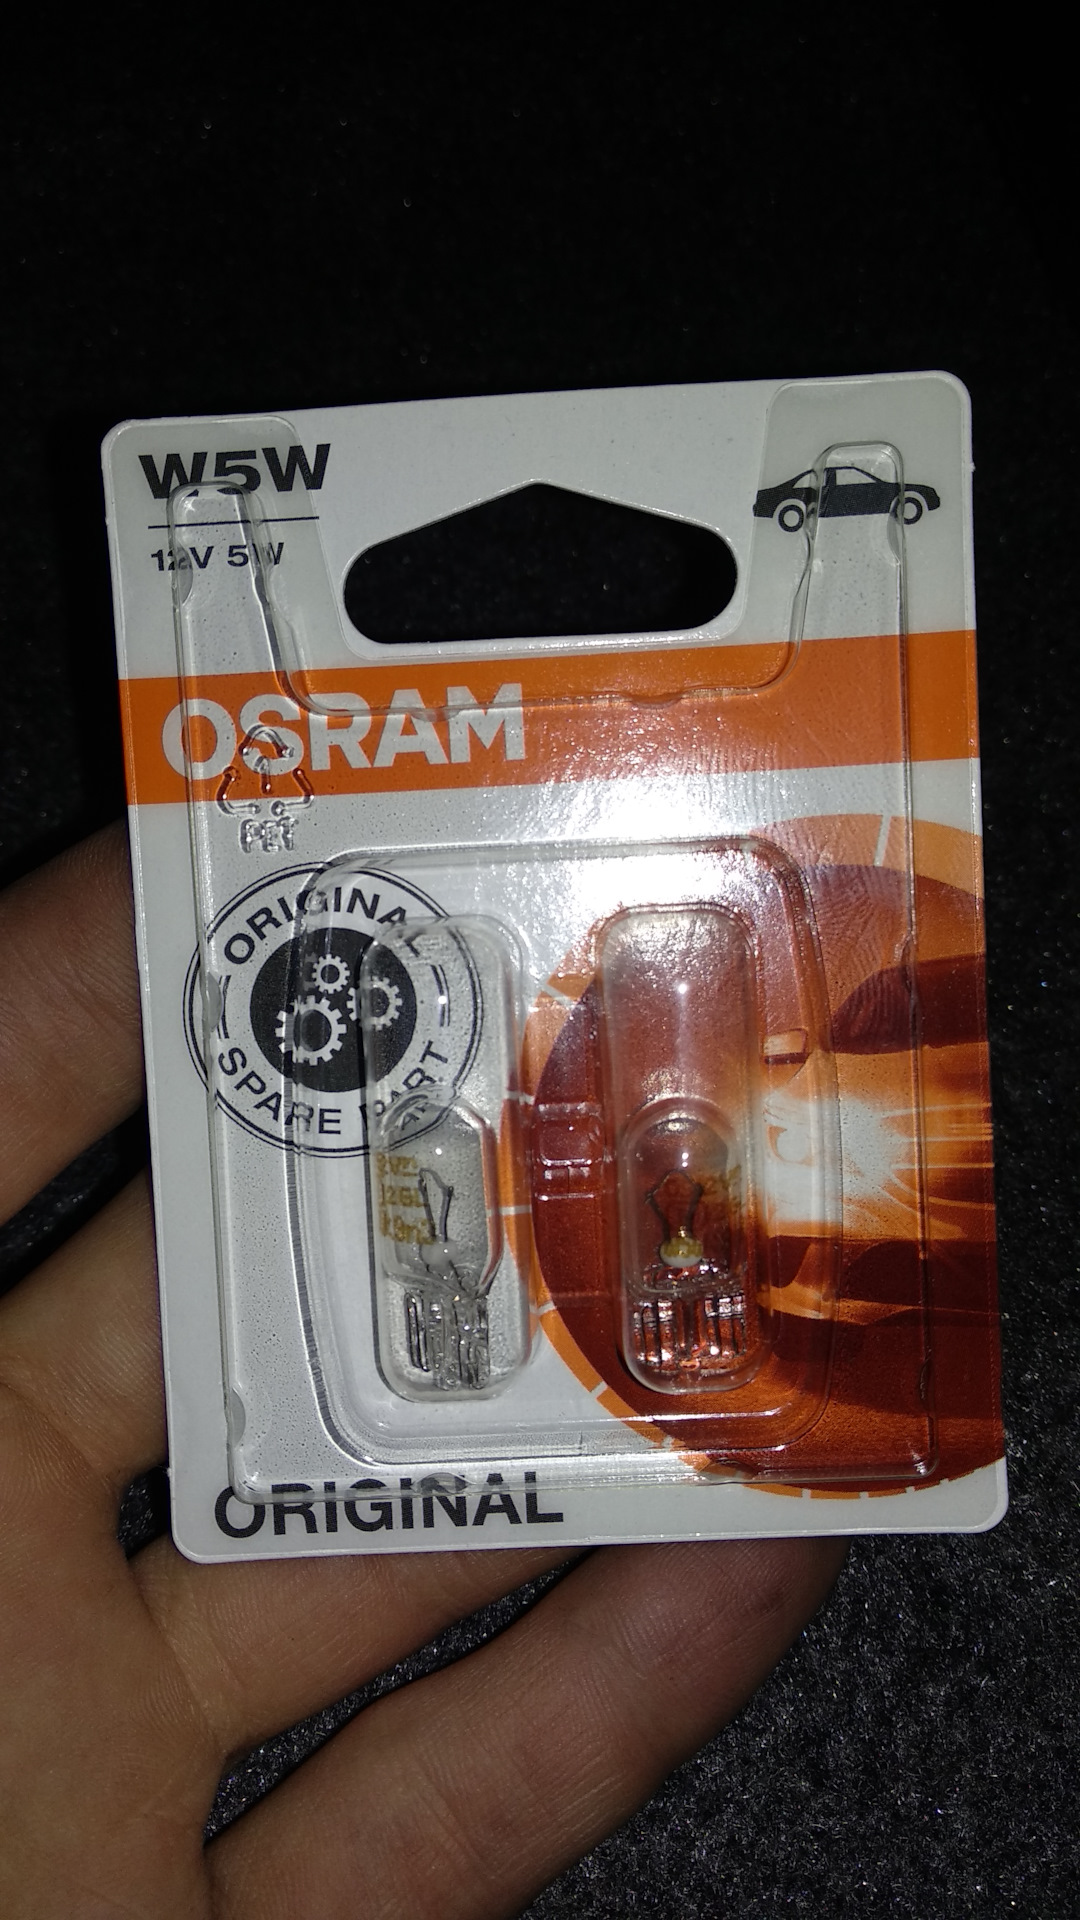 W5W
12V 5W
OSRAM
PET
ORIGINAL
SPARE PART
ORIGINAL